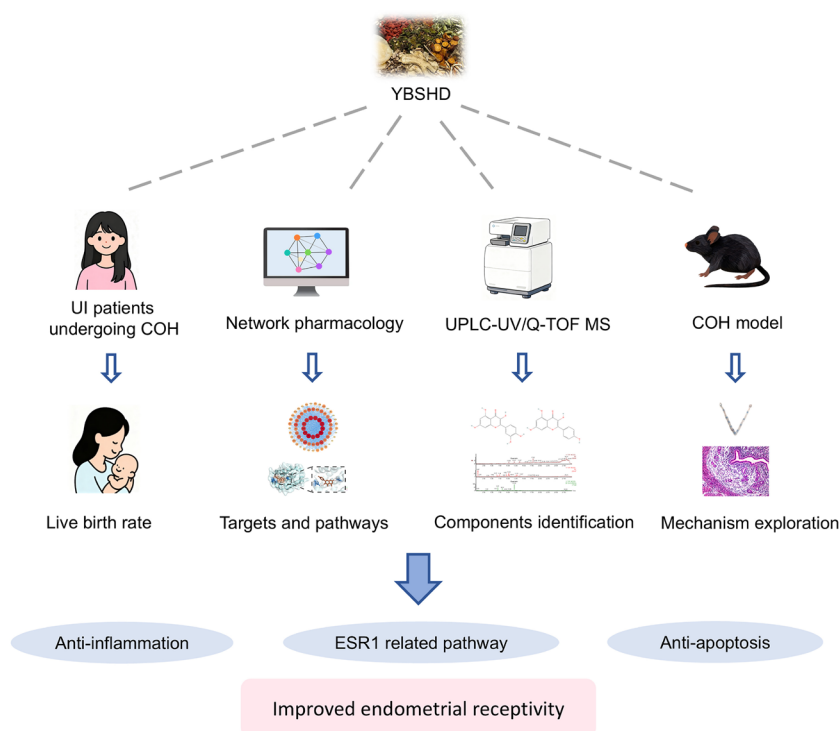 YBSHD
UI patients
undergoing COH
Network pharmacology
UPLC-UV/Q-TOF MS
COH model
Live birth rate
Targets and pathways
Components identification
Mechanism exploration
Anti-inflammation
ESR1 related pathway
Anti-apoptosis
Improved endometrial receptivity